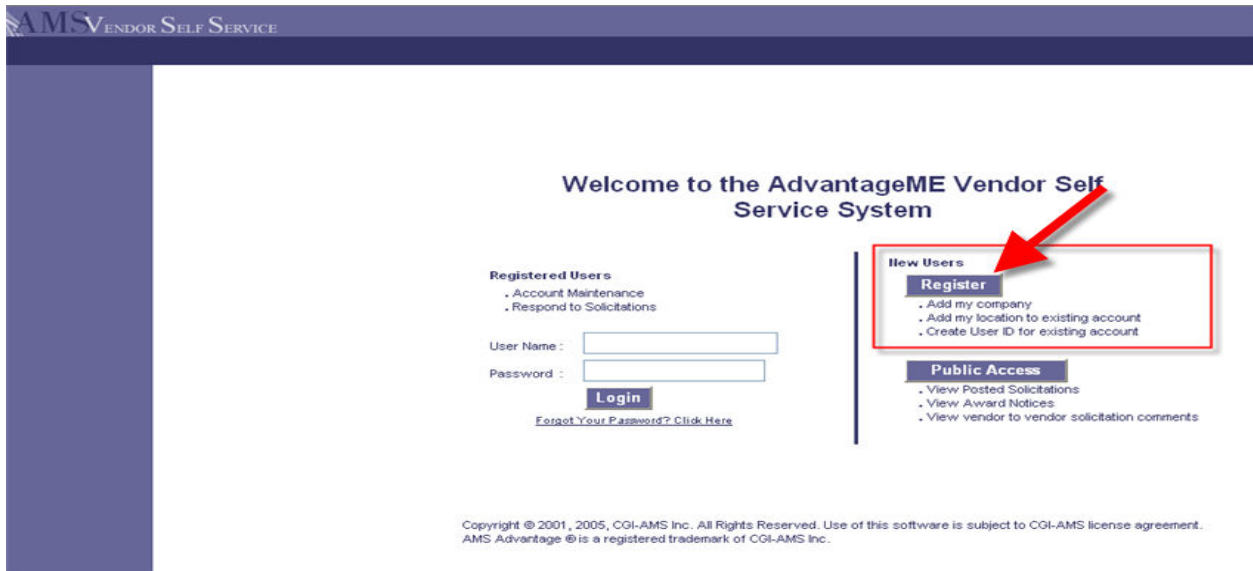 AMS VENDOR SELF SERVICE
Welcome to the AdvantageME Vendor Self
Service System
Registered Users
. Account Maintenance
. Respond to Solicitations
User Name :
Password :
Login
Forgot Your Password? Click Here
New Users
Register
. Add my company
. Add my location to existing account
. Create User ID for existing account
Public Access
. View Posted Solicitations
. View Award Notices
. View vendor to vendor solicitation comments
Copyright © 2001, 2005, CGI-AMS Inc. All Rights Reserved. Use of this software is subject to CGI-AMS license agreement.
AMS Advantage ® is a registered trademark of CGI-AMS Inc.